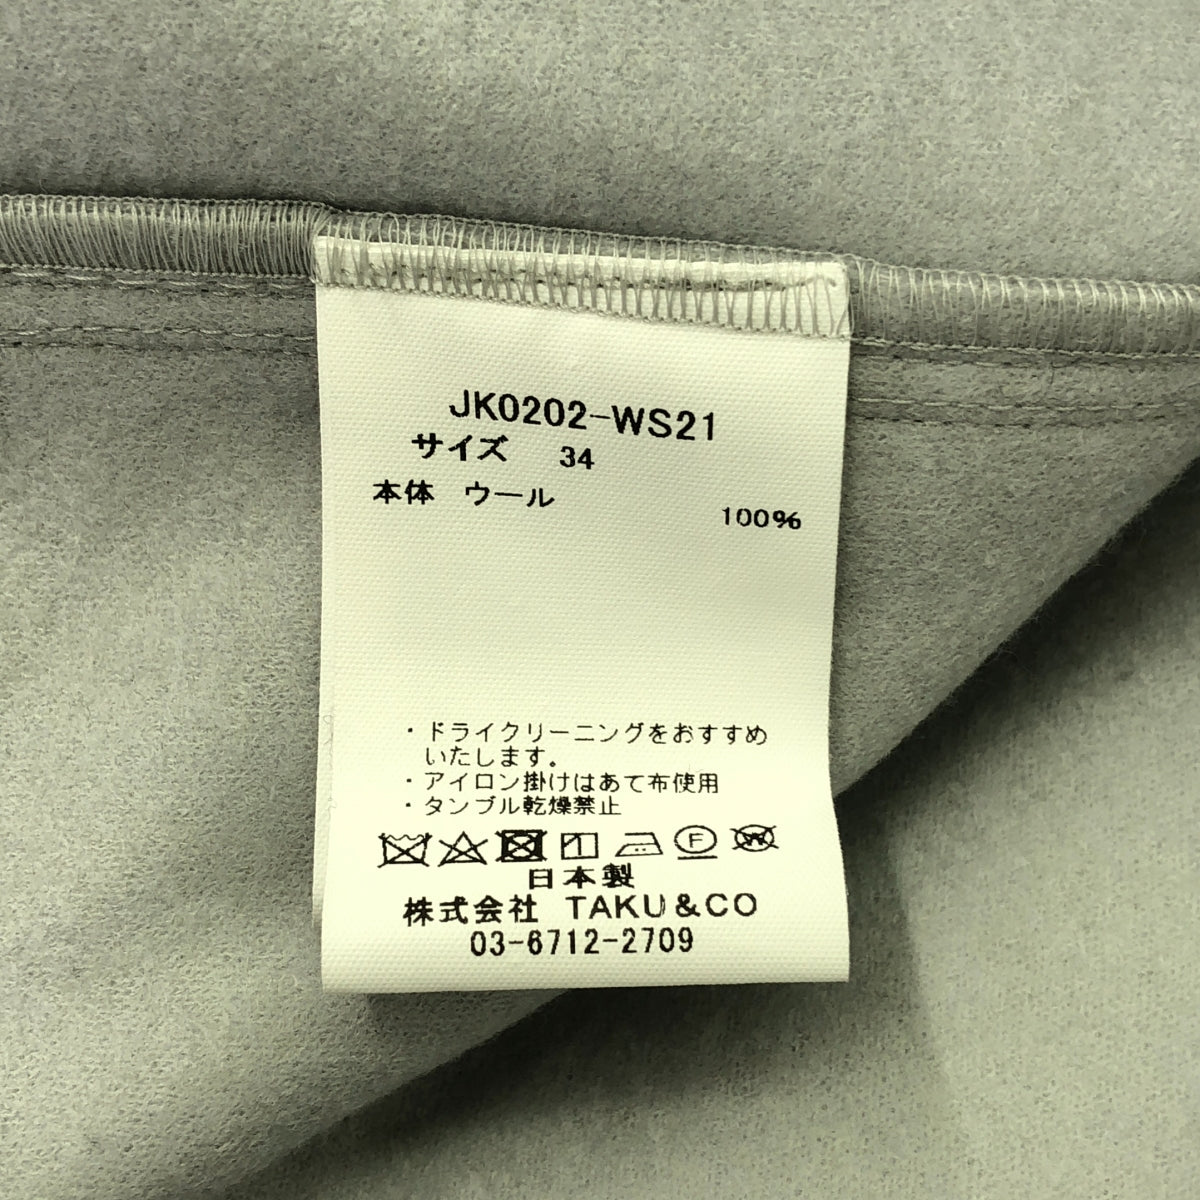 JK0202-WS21
サイズ 34
本体 ウール 100%
・ドライクリーニングをおすすめ
いたします。
・アイロン掛けはあて布使用
・タンブル乾燥禁止
F W
日本製
株式会社 TAKU&CO
03-6712-2709